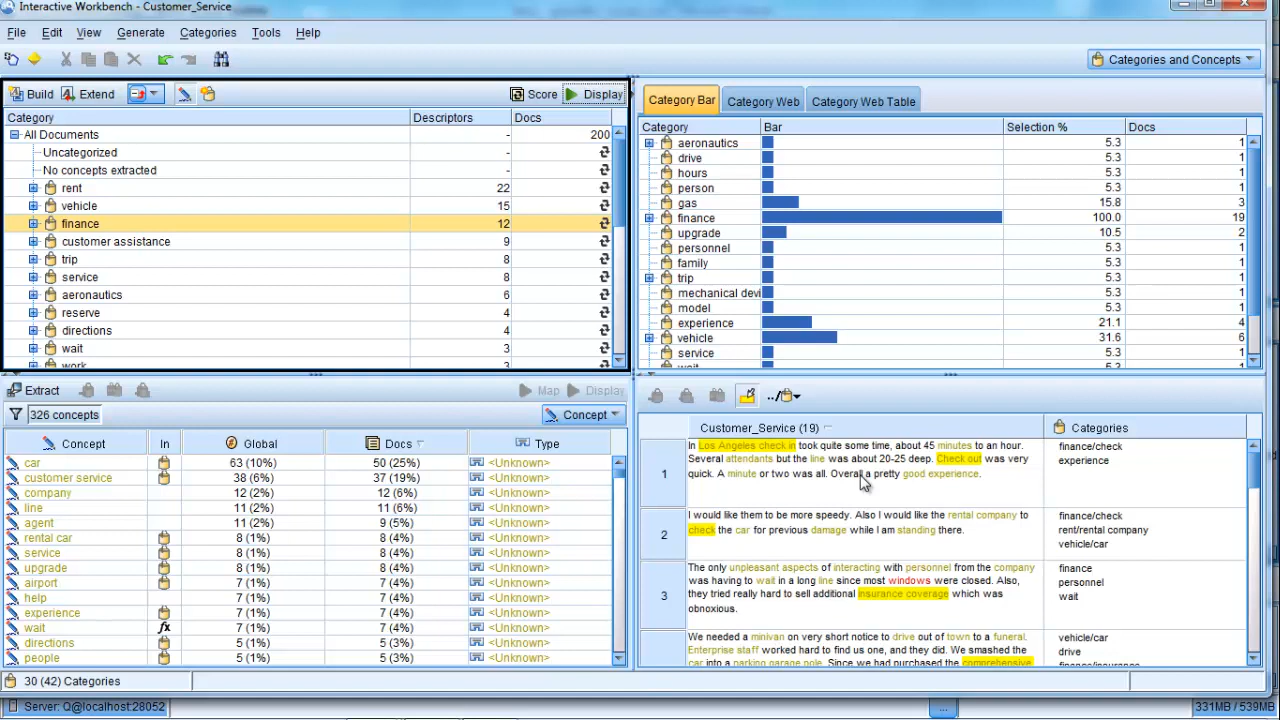 Interactive Workbench - Customer_Service
File Edit View Generate Categories Tools Help
Categories and Concepts
Build Extend Score Display
Category Descriptors Docs
All Documents - 200
Uncategorized -
No concepts extracted -
rent 22
vehicle 15
finance 12
customer assistance 9
trip 8
service 8
aeronautics 6
reserve 4
directions 4
wait 3
work 3
Category Bar Category Web Category Web Table
Category Bar Selection % Docs
aeronautics 5.3 1
drive 5.3 1
hours 5.3 1
person 5.3 1
gas 15.8 3
finance 100.0 19
upgrade 10.5 2
personnel 5.3 1
family 5.3 1
trip 5.3 1
mechanical devi 5.3 1
model 5.3 1
experience 21.1 4
vehicle 31.6 6
service 5.3 1
wait
Extract Map Display
326 concepts Concept
Concept In Global Docs Type
car 63 (10%) 50 (25%) <Unknown>
customer service 38 (6%) 37 (19%) <Unknown>
company 12 (2%) 12 (6%) <Unknown>
line 11 (2%) 11 (6%) <Unknown>
agent 11 (2%) 9 (5%) <Unknown>
rental car 8 (1%) 8 (4%) <Unknown>
service 8 (1%) 8 (4%) <Unknown>
upgrade 8 (1%) 8 (4%) <Unknown>
airport 7 (1%) 7 (4%) <Unknown>
help 7 (1%) 7 (4%) <Unknown>
experience 7 (1%) 7 (4%) <Unknown>
wait fx 7 (1%) 7 (4%) <Unknown>
directions 5 (1%) 5 (3%) <Unknown>
people 5 (1%) 5 (3%) <Unknown>
../
Customer_Service (19) Categories
1
In Los Angeles check in took quite some time, about 45 minutes to an hour.
Several attendants but the line was about 20-25 deep. Check out was very
quick. A minute or two was all. Overall a pretty good experience.
finance/check
experience
2
I would like them to be more speedy. Also I would like the rental company to
check the car for previous damage while I am standing there.
finance/check
rent/rental company
vehicle/car
3
The only unpleasant aspects of interacting with personnel from the company
was having to wait in a long line since most windows were closed. Also,
they tried really hard to sell additional insurance coverage which was
obnoxious.
finance
personnel
wait
We needed a minivan on very short notice to drive out of town to a funeral.
Enterprise staff worked hard to find us one, and they did. We smashed the
car into a parking garage pole. Since we had purchased the comprehensive
vehicle/car
drive
finance/insurance
30 (42) Categories
Server: Q@localhost:28052 ... 331MB / 539MB